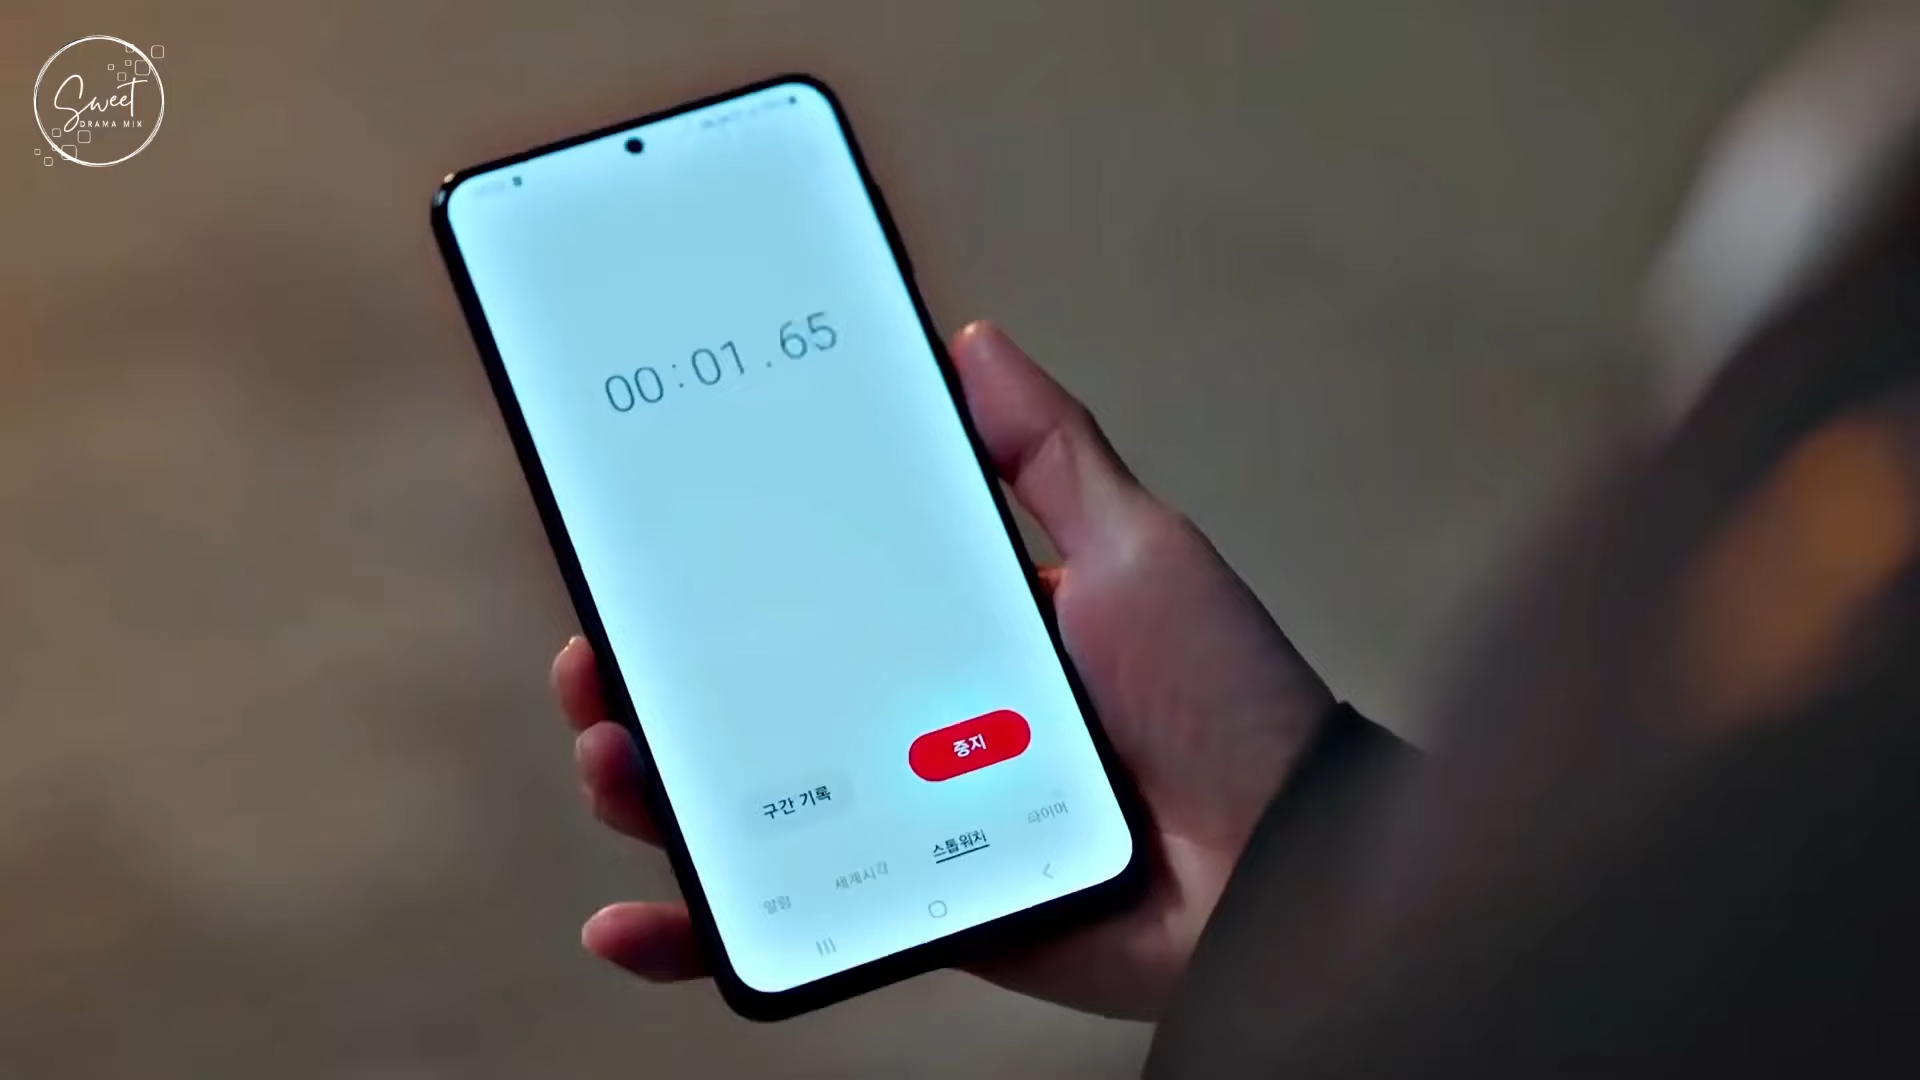 Sweet
DRAMA MIX
00:01.65
중지
구간 기록
알람 세계시각 스톱워치 타이머